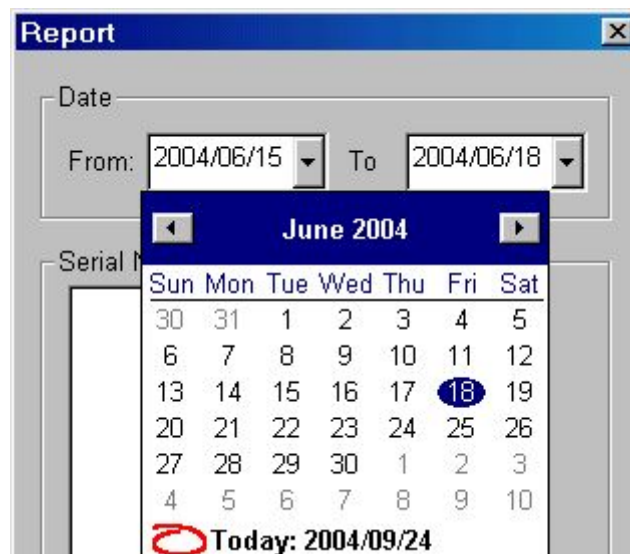 Report
Date
From: 2004/06/15 To 2004/06/18
June 2004
Serial
Sun Mon Tue Wed Thu Fri Sat
30 31 1 2 3 4 5
6 7 8 9 10 11 12
13 14 15 16 17 18 19
20 21 22 23 24 25 26
27 28 29 30 1 2 3
4 5 6 7 8 9 10
Today: 2004/09/24